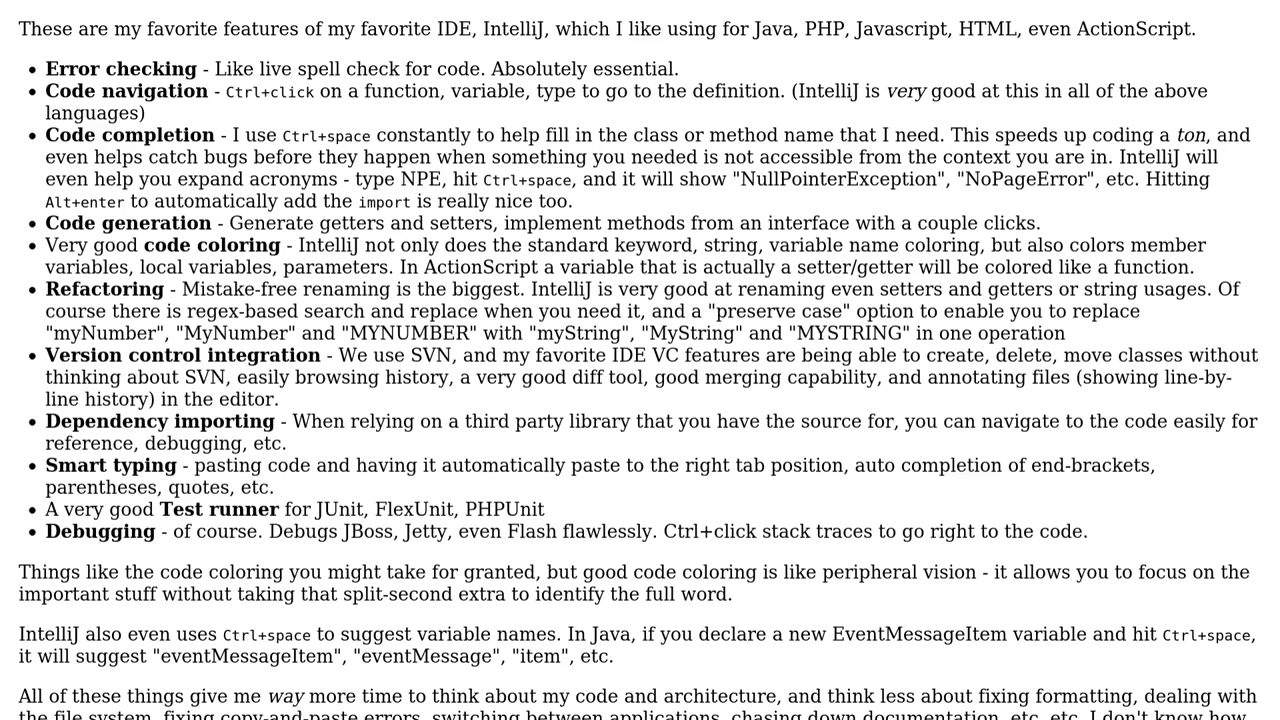 These are my favorite features of my favorite IDE, IntelliJ, which I like using for Java, PHP, Javascript, HTML, even ActionScript.
• Error checking - Like live spell check for code. Absolutely essential.
• Code navigation - Ctrl+click on a function, variable, type to go to the definition. (IntelliJ is very good at this in all of the above
languages)
• Code completion - I use Ctrl+space constantly to help fill in the class or method name that I need. This speeds up coding a ton, and
even helps catch bugs before they happen when something you needed is not accessible from the context you are in. IntelliJ will
even help you expand acronyms - type NPE, hit Ctrl+space, and it will show "NullPointerException", "NoPageError", etc. Hitting
Alt+enter to automatically add the import is really nice too.
• Code generation - Generate getters and setters, implement methods from an interface with a couple clicks.
• Very good code coloring - IntelliJ not only does the standard keyword, string, variable name coloring, but also colors member
variables, local variables, parameters. In ActionScript a variable that is actually a setter/getter will be colored like a function.
• Refactoring - Mistake-free renaming is the biggest. IntelliJ is very good at renaming even setters and getters or string usages. Of
course there is regex-based search and replace when you need it, and a "preserve case" option to enable you to replace
"myNumber", "MyNumber" and "MYNUMBER" with "myString", "MyString" and "MYSTRING" in one operation
• Version control integration - We use SVN, and my favorite IDE VC features are being able to create, delete, move classes without
thinking about SVN, easily browsing history, a very good diff tool, good merging capability, and annotating files (showing line-by-
line history) in the editor.
• Dependency importing - When relying on a third party library that you have the source for, you can navigate to the code easily for
reference, debugging, etc.
• Smart typing - pasting code and having it automatically paste to the right tab position, auto completion of end-brackets,
parentheses, quotes, etc.
• A very good Test runner for JUnit, FlexUnit, PHPUnit
• Debugging - of course. Debugs JBoss, Jetty, even Flash flawlessly. Ctrl+click stack traces to go right to the code.
Things like the code coloring you might take for granted, but good code coloring is like peripheral vision - it allows you to focus on the
important stuff without taking that split-second extra to identify the full word.
IntelliJ also even uses Ctrl+space to suggest variable names. In Java, if you declare a new EventMessageItem variable and hit Ctrl+space,
it will suggest "eventMessageItem", "eventMessage", "item", etc.
All of these things give me way more time to think about my code and architecture, and think less about fixing formatting, dealing with
the file system, fixing copy-and-paste errors, switching between applications, chasing down documentation, etc. etc. I don't know how